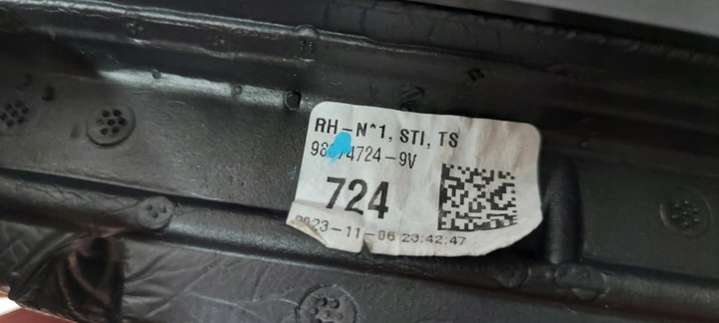 RH-N*1, STI, TS
724
2023-11-06 23:42:47